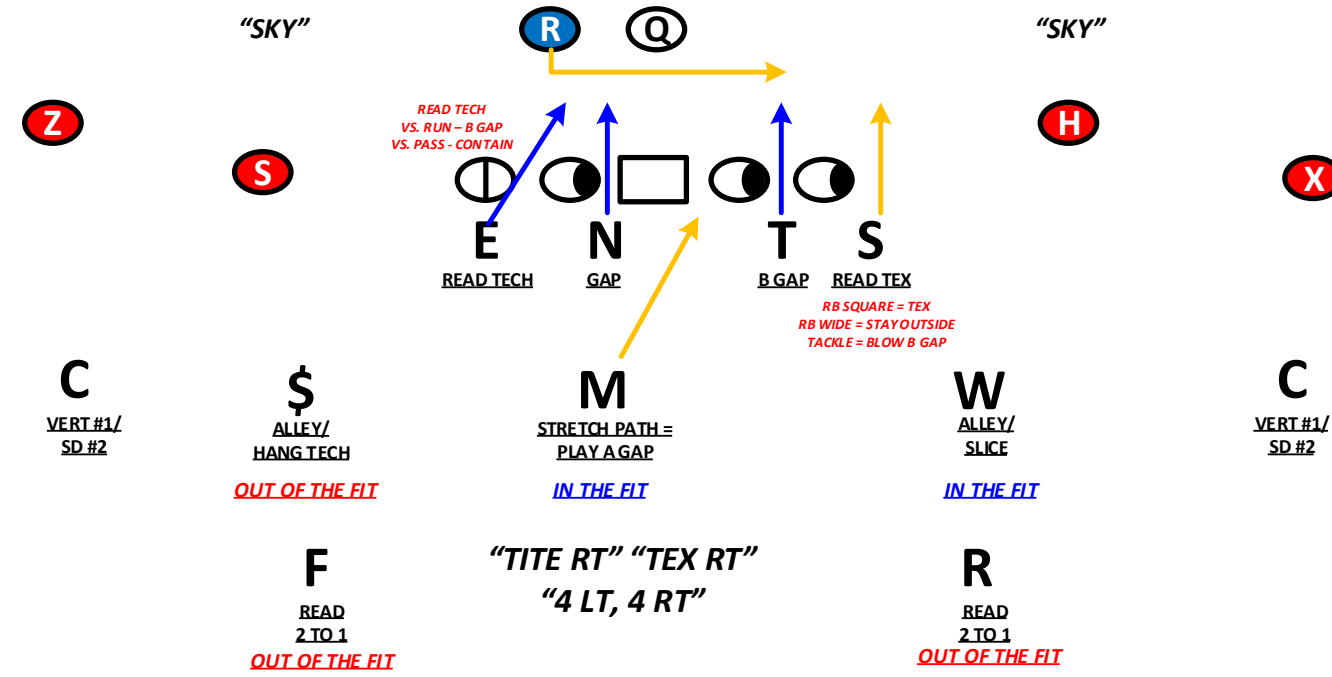 “SKY”
R
Q
“SKY”
Z
H
READ TECH
VS. RUN – B GAP
VS. PASS - CONTAIN
S
X
E
N
T
S
READ TECH
GAP
B GAP
READ TEX
RB SQUARE = TEX
RB WIDE = STAY OUTSIDE
TACKLE = BLOW B GAP
C
VERT #1/
SD #2
$
ALLEY/
HANG TECH
OUT OF THE FIT
M
STRETCH PATH =
PLAY A GAP
IN THE FIT
W
ALLEY/
SLICE
IN THE FIT
C
VERT #1/
SD #2
F
READ
2 TO 1
OUT OF THE FIT
“TITE RT” “TEX RT”
“4 LT, 4 RT”
R
READ
2 TO 1
OUT OF THE FIT